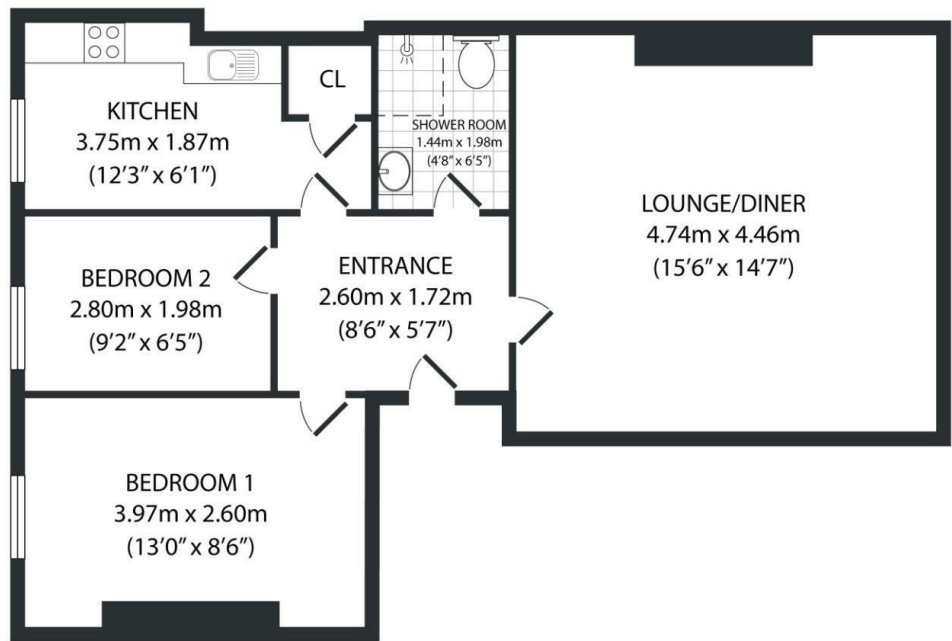 KITCHEN
3.75m x 1.87m
(12'3” x 6'1”)
CL
SHOWER ROOM
1.44m x 1.98m
(4'8” x 6'5”)
LOUNGE/DINER
4.74m x 4.46m
(15'6” x 14'7”)
BEDROOM 2
2.80m x 1.98m
(9'2” x 6'5”)
ENTRANCE
2.60m x 1.72m
(8'6” x 5'7”)
BEDROOM 1
3.97m x 2.60m
(13'0” x 8'6”)